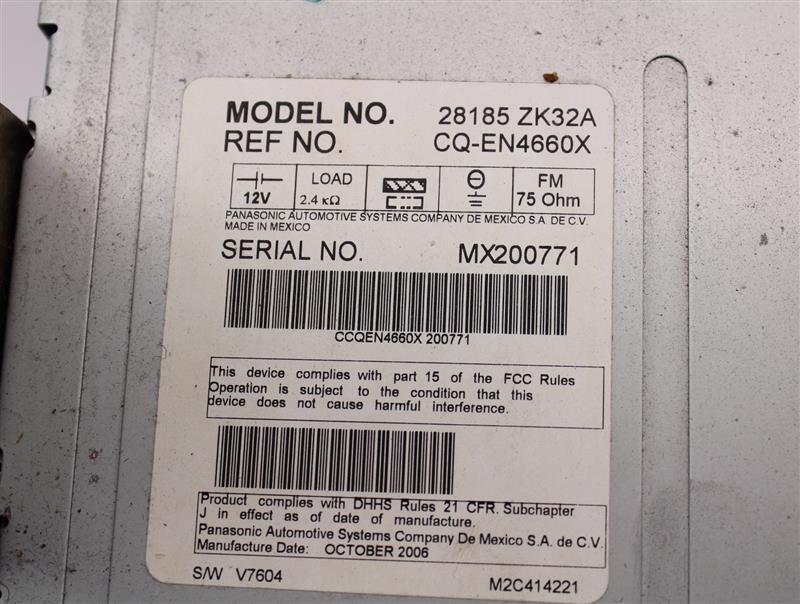 MODEL NO. 28185 ZK32A
REF NO. CQ-EN4660X
12V LOAD 2.4 κΩ FM 75 Ohm
PANASONIC AUTOMOTIVE SYSTEMS COMPANY DE MEXICO S.A. DE C.V.
MADE IN MEXICO
SERIAL NO. MX200771
CCQEN4660X 200771
This device complies with part 15 of the FCC Rules
Operation is subject to the condition that this
device does not cause harmful interference.
Product complies with DHHS Rules 21 CFR. Subchapter
J in effect as of date of manufacture.
Panasonic Automotive Systems Company De Mexico S.A. de C.V.
Manufacture Date: OCTOBER 2006
S/W V7604 M2C414221